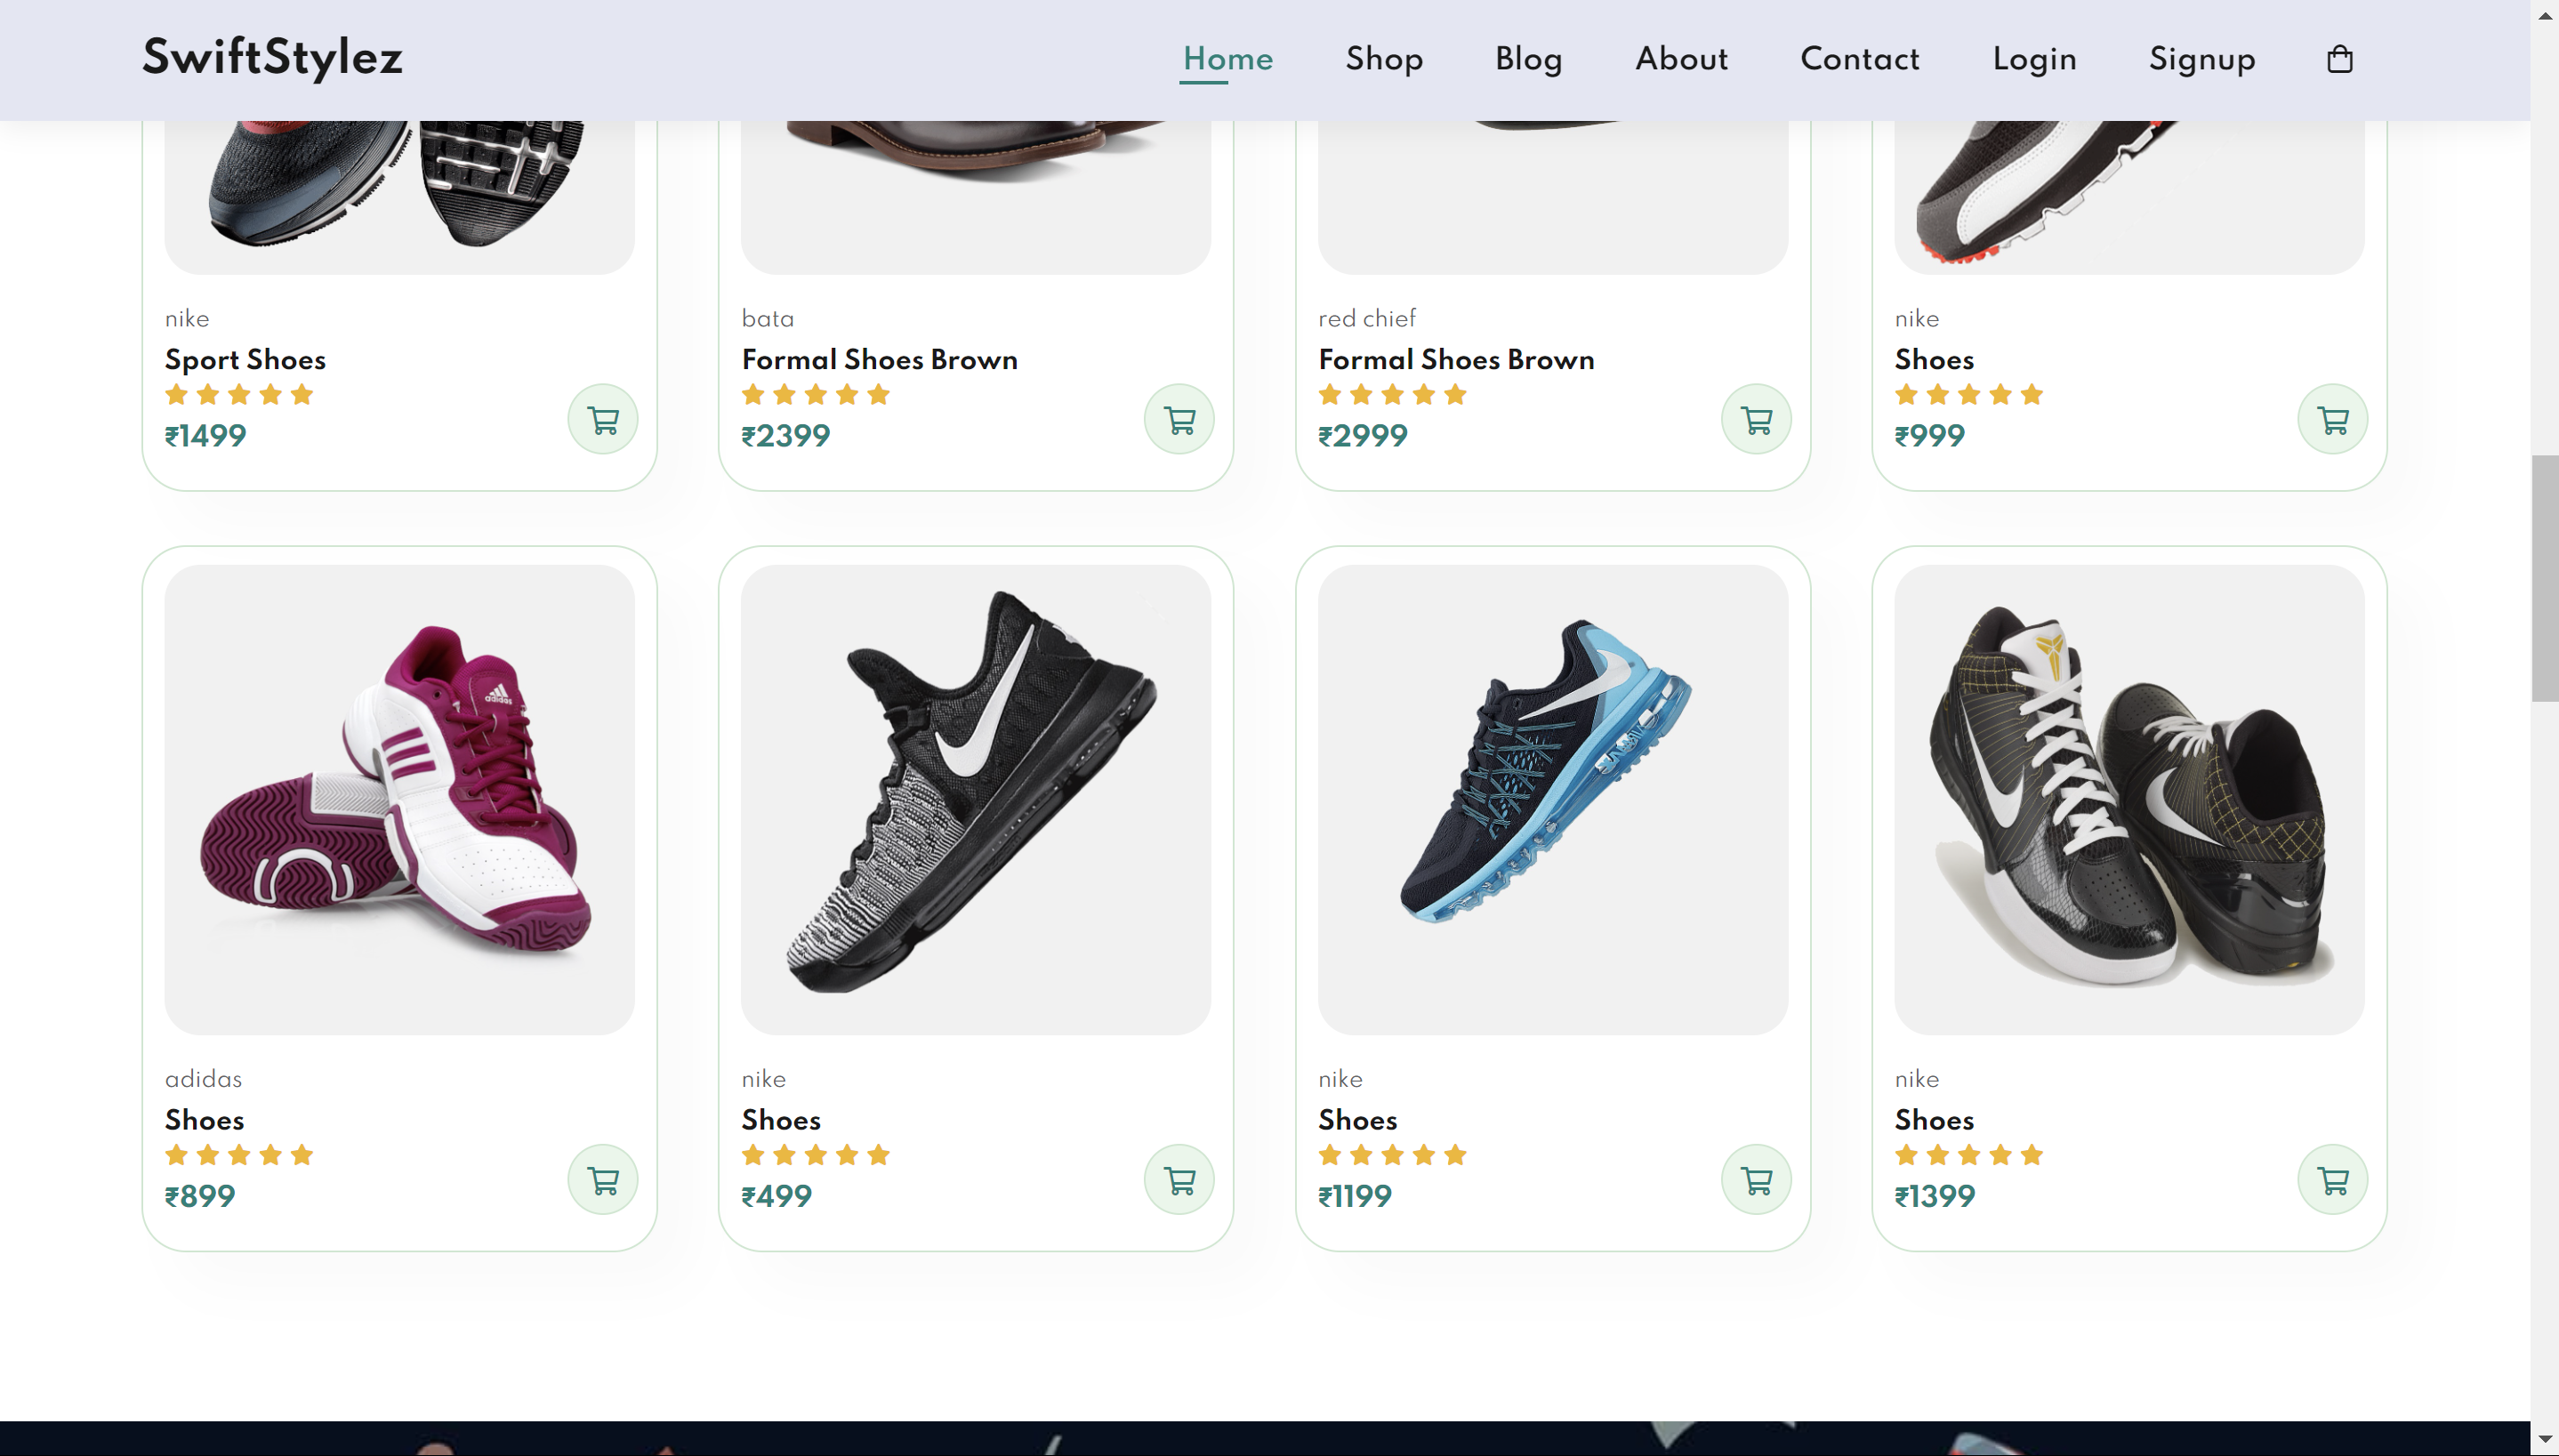 SwiftStylez
Home Shop Blog About Contact Login Signup
nike
Sport Shoes
₹1499
bata
Formal Shoes Brown
₹2399
red chief
Formal Shoes Brown
₹2999
nike
Shoes
₹999
adidas
adidas
Shoes
₹899
nike
Shoes
₹499
nike
Shoes
₹1199
nike
Shoes
₹1399